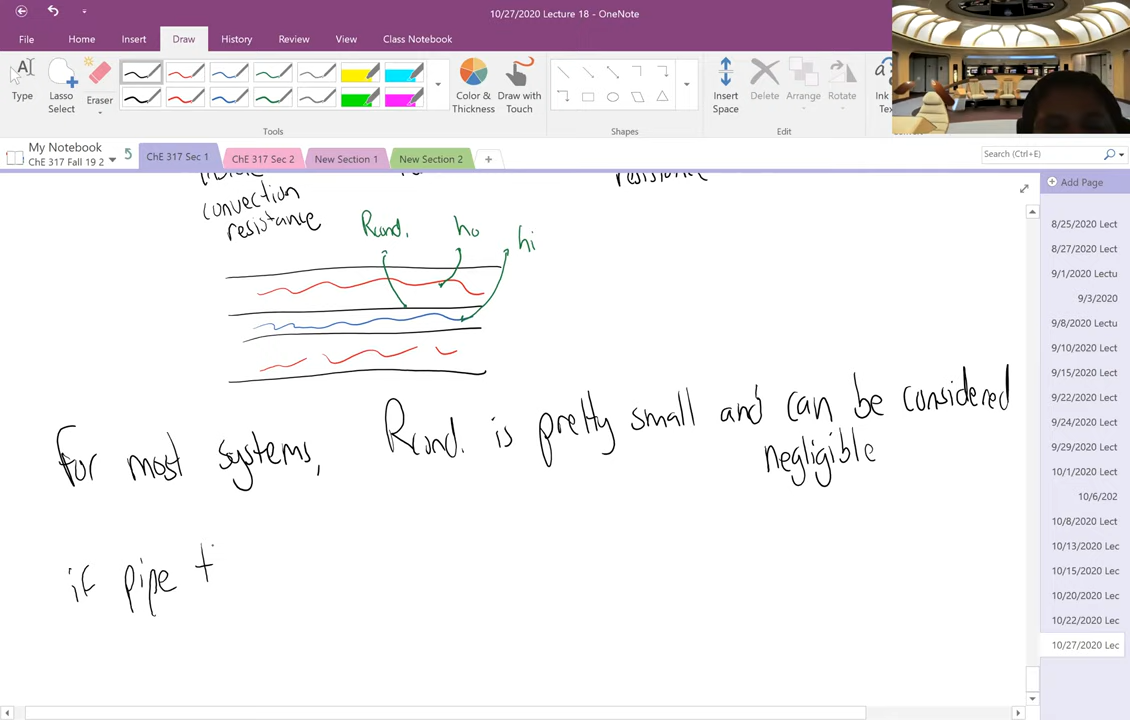 10/27/2020 Lecture 18 - OneNote
File Home Insert Draw History Review View Class Notebook
Type
Lasso Select
Eraser
Color & Thickness
Draw with Touch
Insert Space
Delete
Arrange
Rotate
Ink
Tex
Tools
Shapes
Edit
My Notebook
ChE 317 Fall 19 2
ChE 317 Sec 1
ChE 317 Sec 2
New Section 1
New Section 2
Search (Ctrl+E)
Add Page
8/25/2020 Lect
8/27/2020 Lect
9/1/2020 Lectu
9/3/2020
9/8/2020 Lectu
9/10/2020 Lect
9/15/2020 Lect
9/22/2020 Lect
9/24/2020 Lect
9/29/2020 Lect
10/1/2020 Lect
10/6/202
10/8/2020 Lect
10/13/2020 Lec
10/15/2020 Lec
10/20/2020 Lec
10/22/2020 Lec
10/27/2020 Lec
convection
resistance
resistance
Rcond. ho hi
For most systems, Rcond. is pretty small and can be considered
negligible
if pipe t